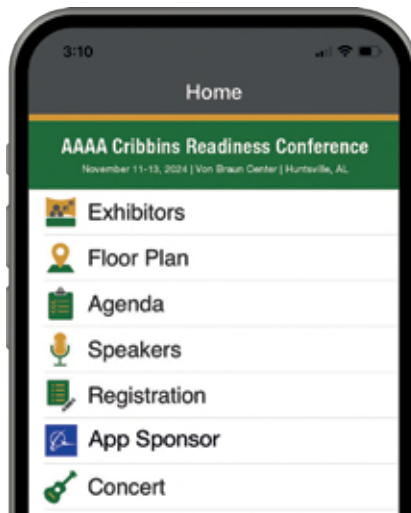 3:10
Home
AAAA Cribbins Readiness Conference
November 11-13, 2024 | Von Braun Center | Huntsville, AL
Exhibitors
Floor Plan
Agenda
Speakers
Registration
App Sponsor
Concert